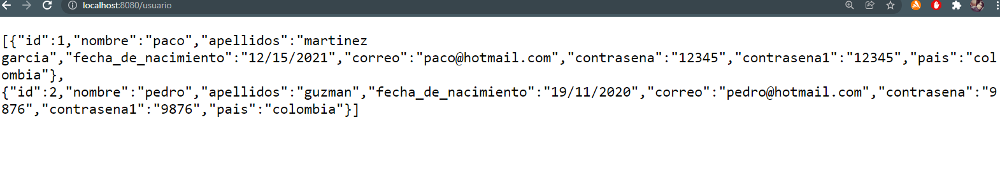 localhost:8080/usuario
[{"id":1,"nombre":"paco","apellidos":"martinez
garcia","fecha_de_nacimiento":"12/15/2021","correo":"paco@hotmail.com","contrasena":"12345","contrasena1":"12345","pais":"col
ombia"},
{"id":2,"nombre":"pedro","apellidos":"guzman","fecha_de_nacimiento":"19/11/2020","correo":"pedro@hotmail.com","contrasena":"9
876","contrasena1":"9876","pais":"colombia"}]